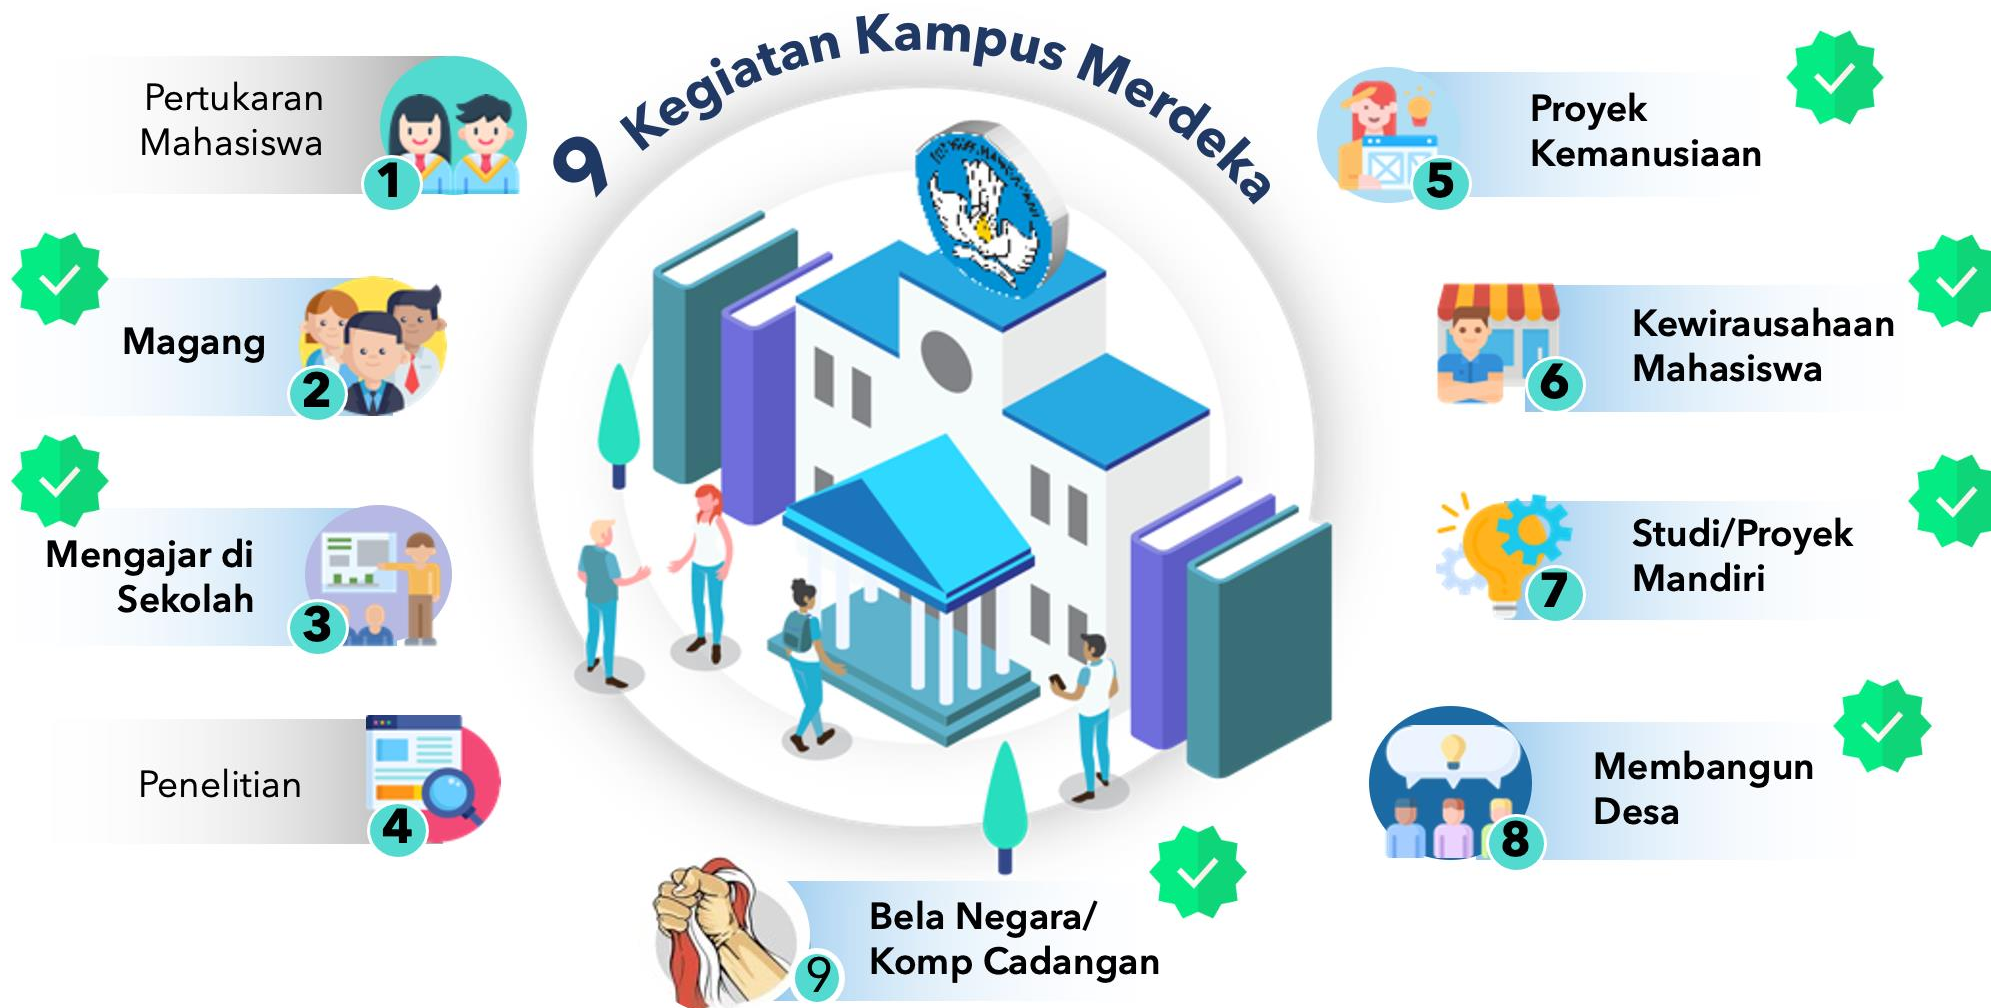 9 Kegiatan Kampus Merdeka
Pertukaran
Mahasiswa
1
Magang
2
Mengajar di
Sekolah
3
Penelitian
4
Proyek
Kemanusiaan
5
Kewirausahaan
Mahasiswa
6
Studi/Proyek
Mandiri
7
Membangun
Desa
8
Bela Negara/
Komp Cadangan
9